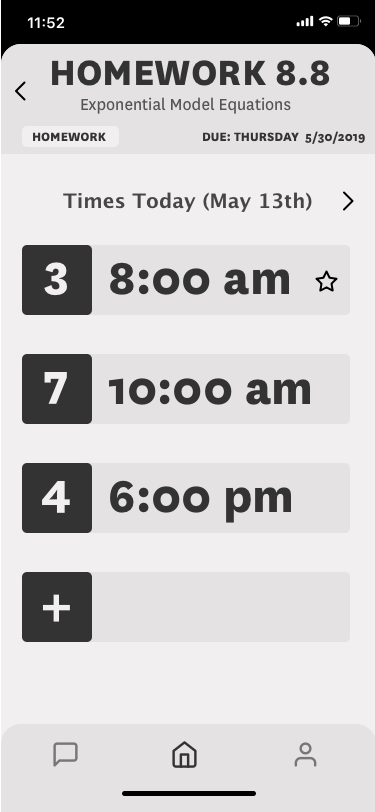 11:52
HOMEWORK 8.8
Exponential Model Equations
HOMEWORK DUE: THURSDAY 5/30/2019
Times Today (May 13th)
3 8:00 am
7 10:00 am
4 6:00 pm
+